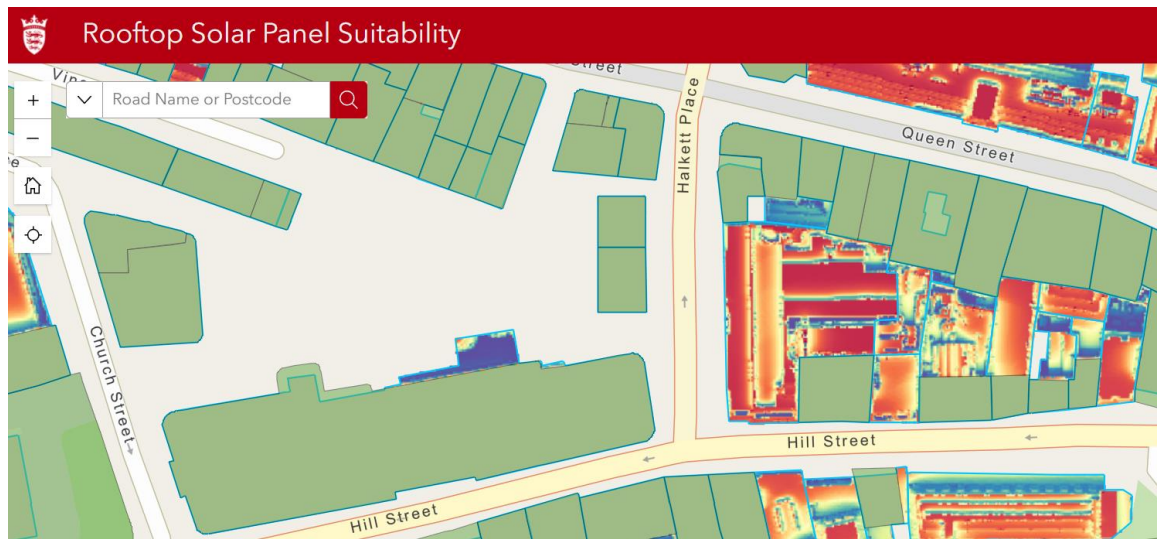 Rooftop Solar Panel Suitability
Street
+
Road Name or Postcode
−
Halkett Place
Queen Street
Church Street
Hill Street
Hill Street